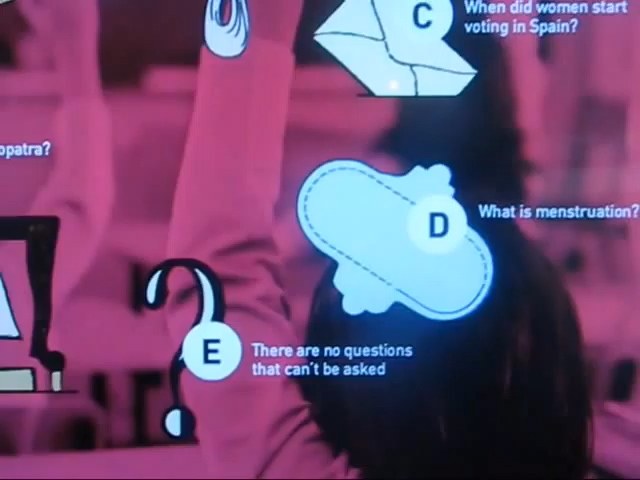 C
When did women start
voting in Spain?
opatra?
D
What is menstruation?
E
There are no questions
that can't be asked